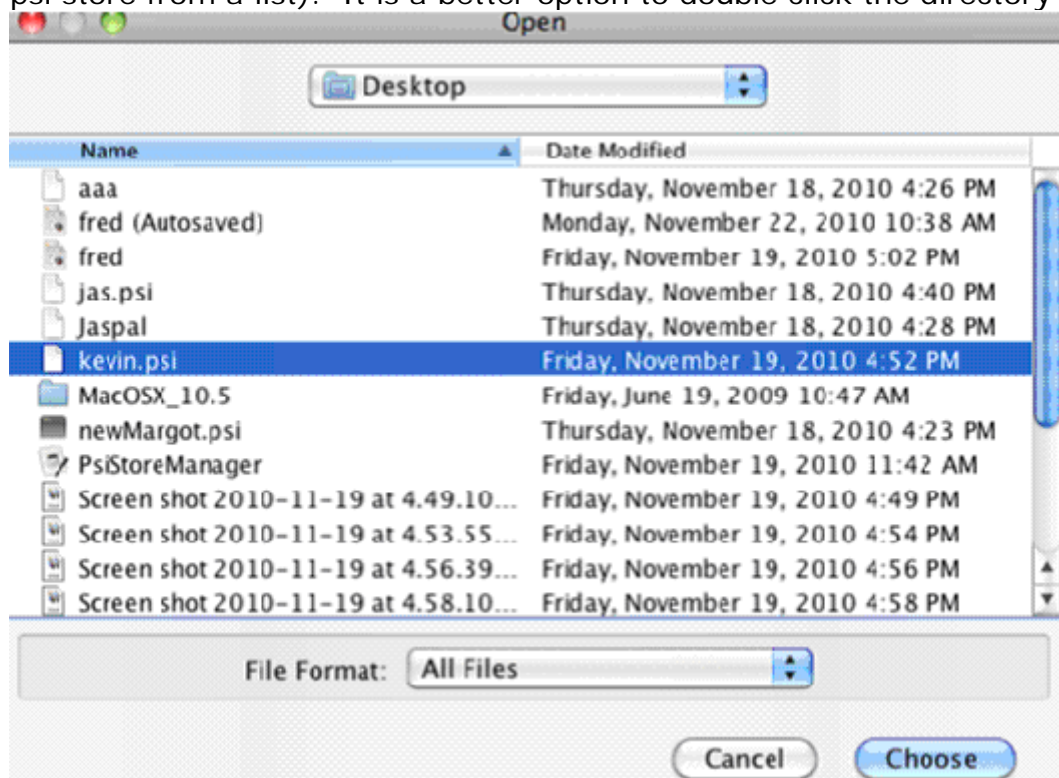 psi store from a list). It is a better option to double click the directory
Open
Desktop
Name Date Modified
aaa Thursday, November 18, 2010 4:26 PM
fred (Autosaved) Monday, November 22, 2010 10:38 AM
fred Friday, November 19, 2010 5:02 PM
jas.psi Thursday, November 18, 2010 4:40 PM
Jaspal Thursday, November 18, 2010 4:28 PM
kevin.psi Friday, November 19, 2010 4:52 PM
MacOSX_10.5 Friday, June 19, 2009 10:47 AM
newMargot.psi Thursday, November 18, 2010 4:23 PM
PsiStoreManager Friday, November 19, 2010 11:42 AM
Screen shot 2010-11-19 at 4.49.10... Friday, November 19, 2010 4:49 PM
Screen shot 2010-11-19 at 4.53.55... Friday, November 19, 2010 4:54 PM
Screen shot 2010-11-19 at 4.56.39... Friday, November 19, 2010 4:56 PM
Screen shot 2010-11-19 at 4.58.10... Friday, November 19, 2010 4:58 PM
File Format: All Files
Cancel Choose